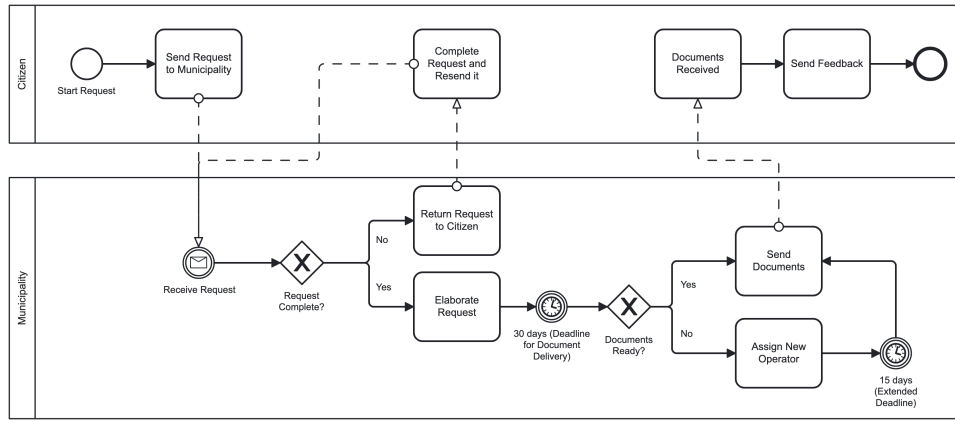 Citizen
Start Request
Send Request
to Municipality
Complete
Request and
Resend it
Documents
Received
Send Feedback
Municipality
Receive Request
X
Request
Complete?
No
Yes
Return Request
to Citizen
Elaborate
Request
30 days (Deadline
for Document
Delivery)
X
Documents
Ready?
Yes
No
Send
Documents
Assign New
Operator
15 days
(Extended
Deadline)